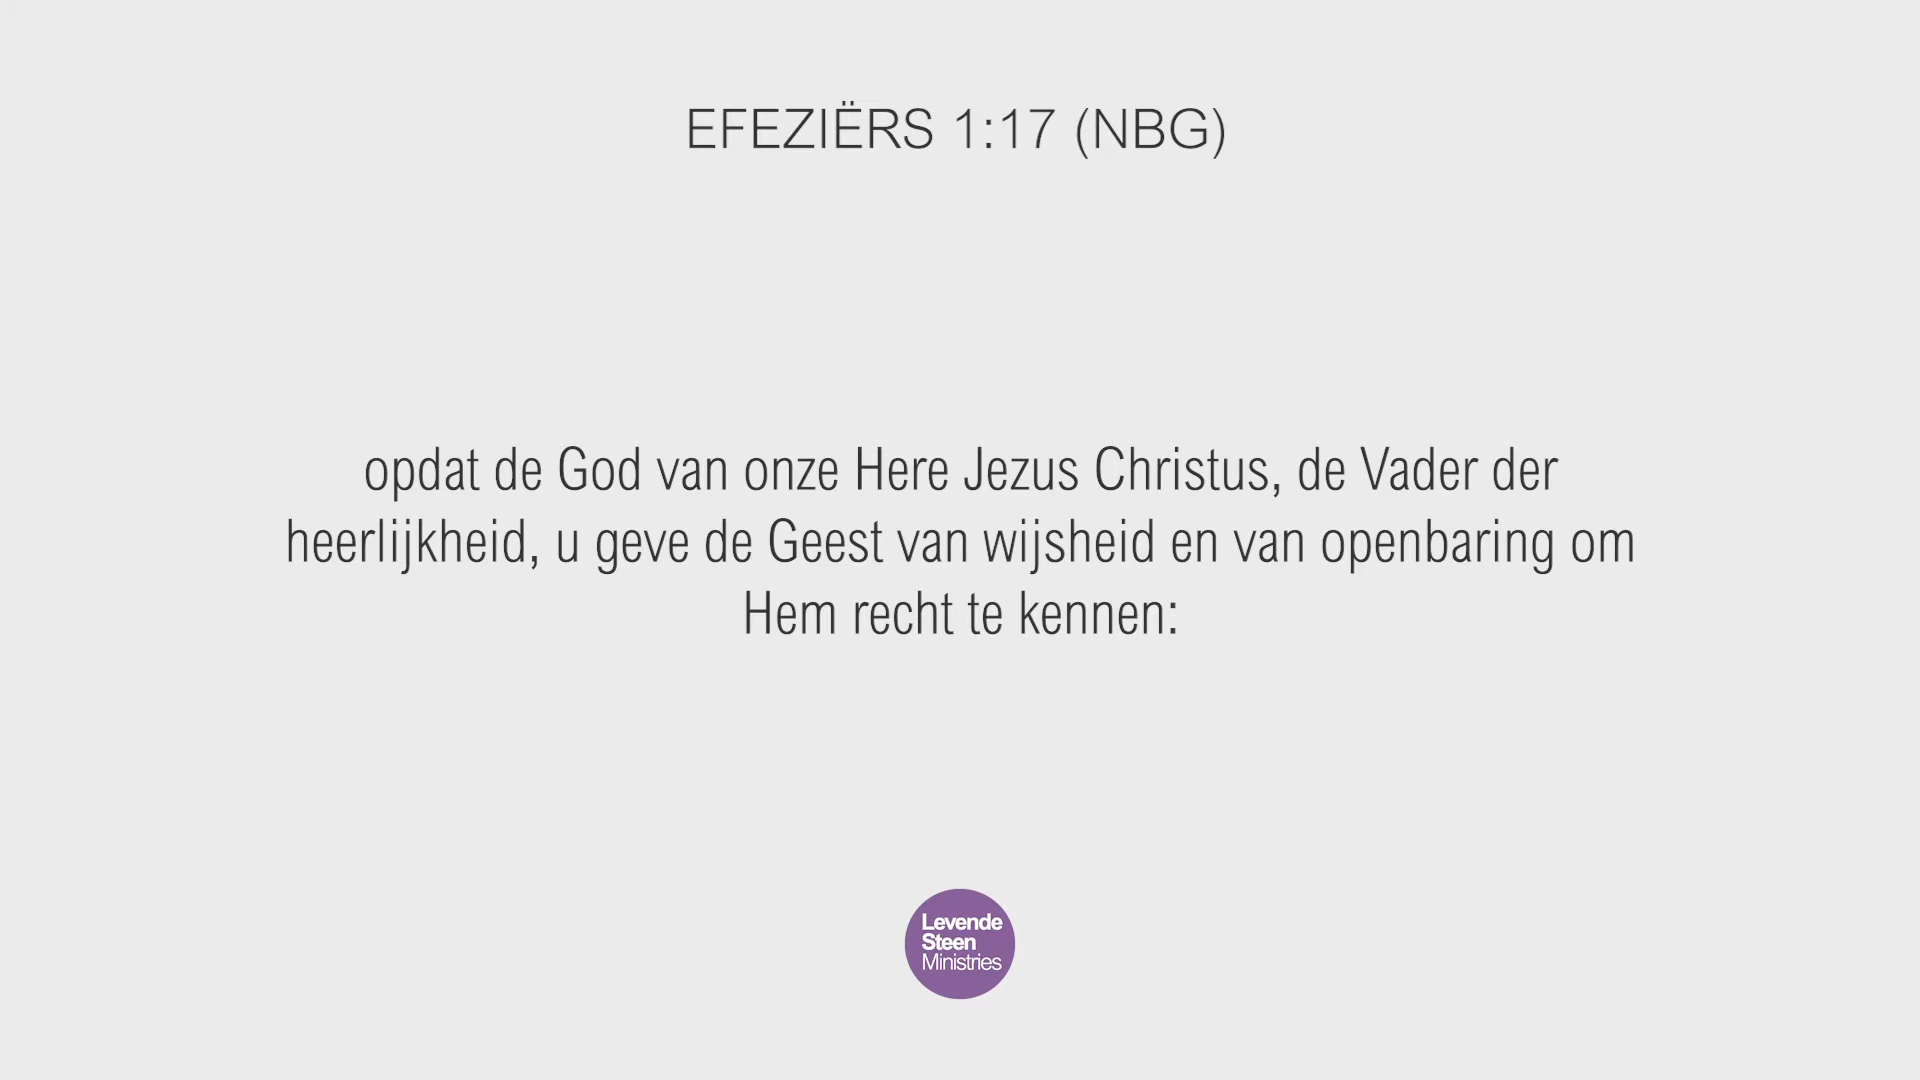 EFEZIËRS 1:17 (NBG)
opdat de God van onze Here Jezus Christus, de Vader der
heerlijkheid, u geve de Geest van wijsheid en van openbaring om
Hem recht te kennen:
Levende
Steen
Ministries